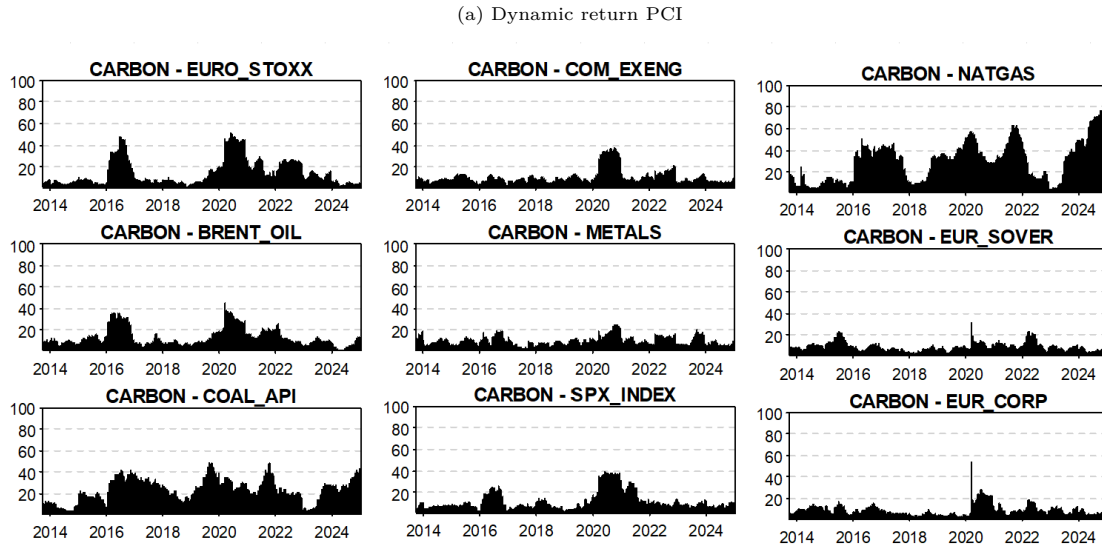 (a) Dynamic return PCI
CARBON - EURO_STOXX
100
80
60
40
20
2014 2016 2018 2020 2022 2024
CARBON - COM_EXENG
100
80
60
40
20
2014 2016 2018 2020 2022 2024
CARBON - NATGAS
100
80
60
40
20
2014 2016 2018 2020 2022 2024
CARBON - BRENT_OIL
100
80
60
40
20
2014 2016 2018 2020 2022 2024
CARBON - METALS
100
80
60
40
20
2014 2016 2018 2020 2022 2024
CARBON - EUR_SOVER
100
80
60
40
20
2014 2016 2018 2020 2022 2024
CARBON - COAL_API
100
80
60
40
20
2014 2016 2018 2020 2022 2024
CARBON - SPX_INDEX
100
80
60
40
20
2014 2016 2018 2020 2022 2024
CARBON - EUR_CORP
100
80
60
40
20
2014 2016 2018 2020 2022 2024